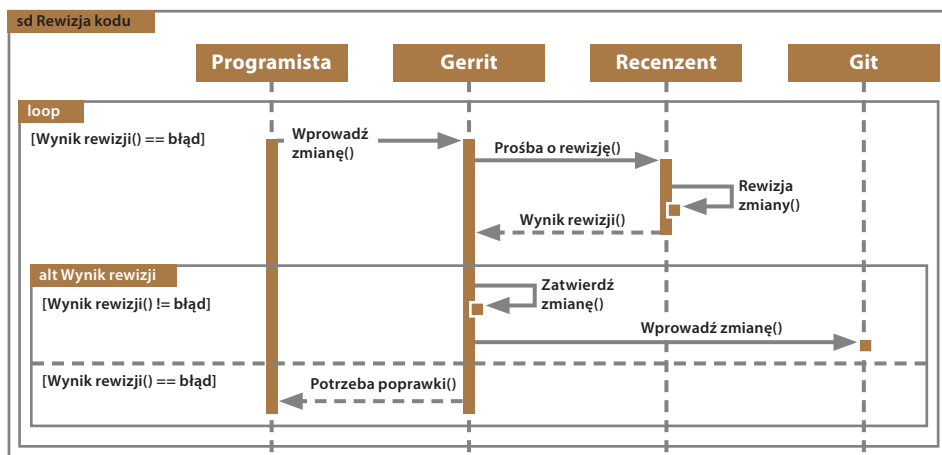 sd Rewizja kodu
Programista
Gerrit
Recenzent
Git
loop
[Wynik rewizji() == błąd]
Wprowadź
zmianę()
Prośba o rewizję()
Rewizja
zmiany()
Wynik rewizji()
alt Wynik rewizji
[Wynik rewizji() != błąd]
Zatwierdź
zmianę()
Wprowadź zmianę()
[Wynik rewizji() == błąd]
Potrzeba poprawki()